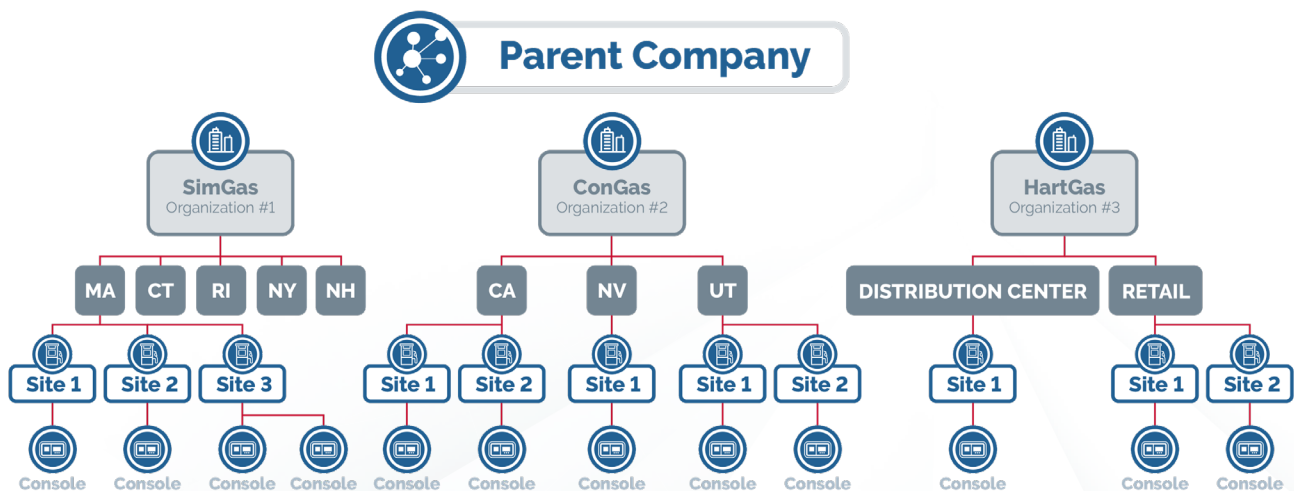 Parent Company
SimGas
Organization #1
ConGas
Organization #2
HartGas
Organization #3
MA CT RI NY NH CA NV UT DISTRIBUTION CENTER RETAIL
Site 1 Site 2 Site 3 Site 1 Site 2 Site 1 Site 1 Site 2 Site 1 Site 1 Site 2
Console Console Console Console Console Console Console Console Console Console Console Console